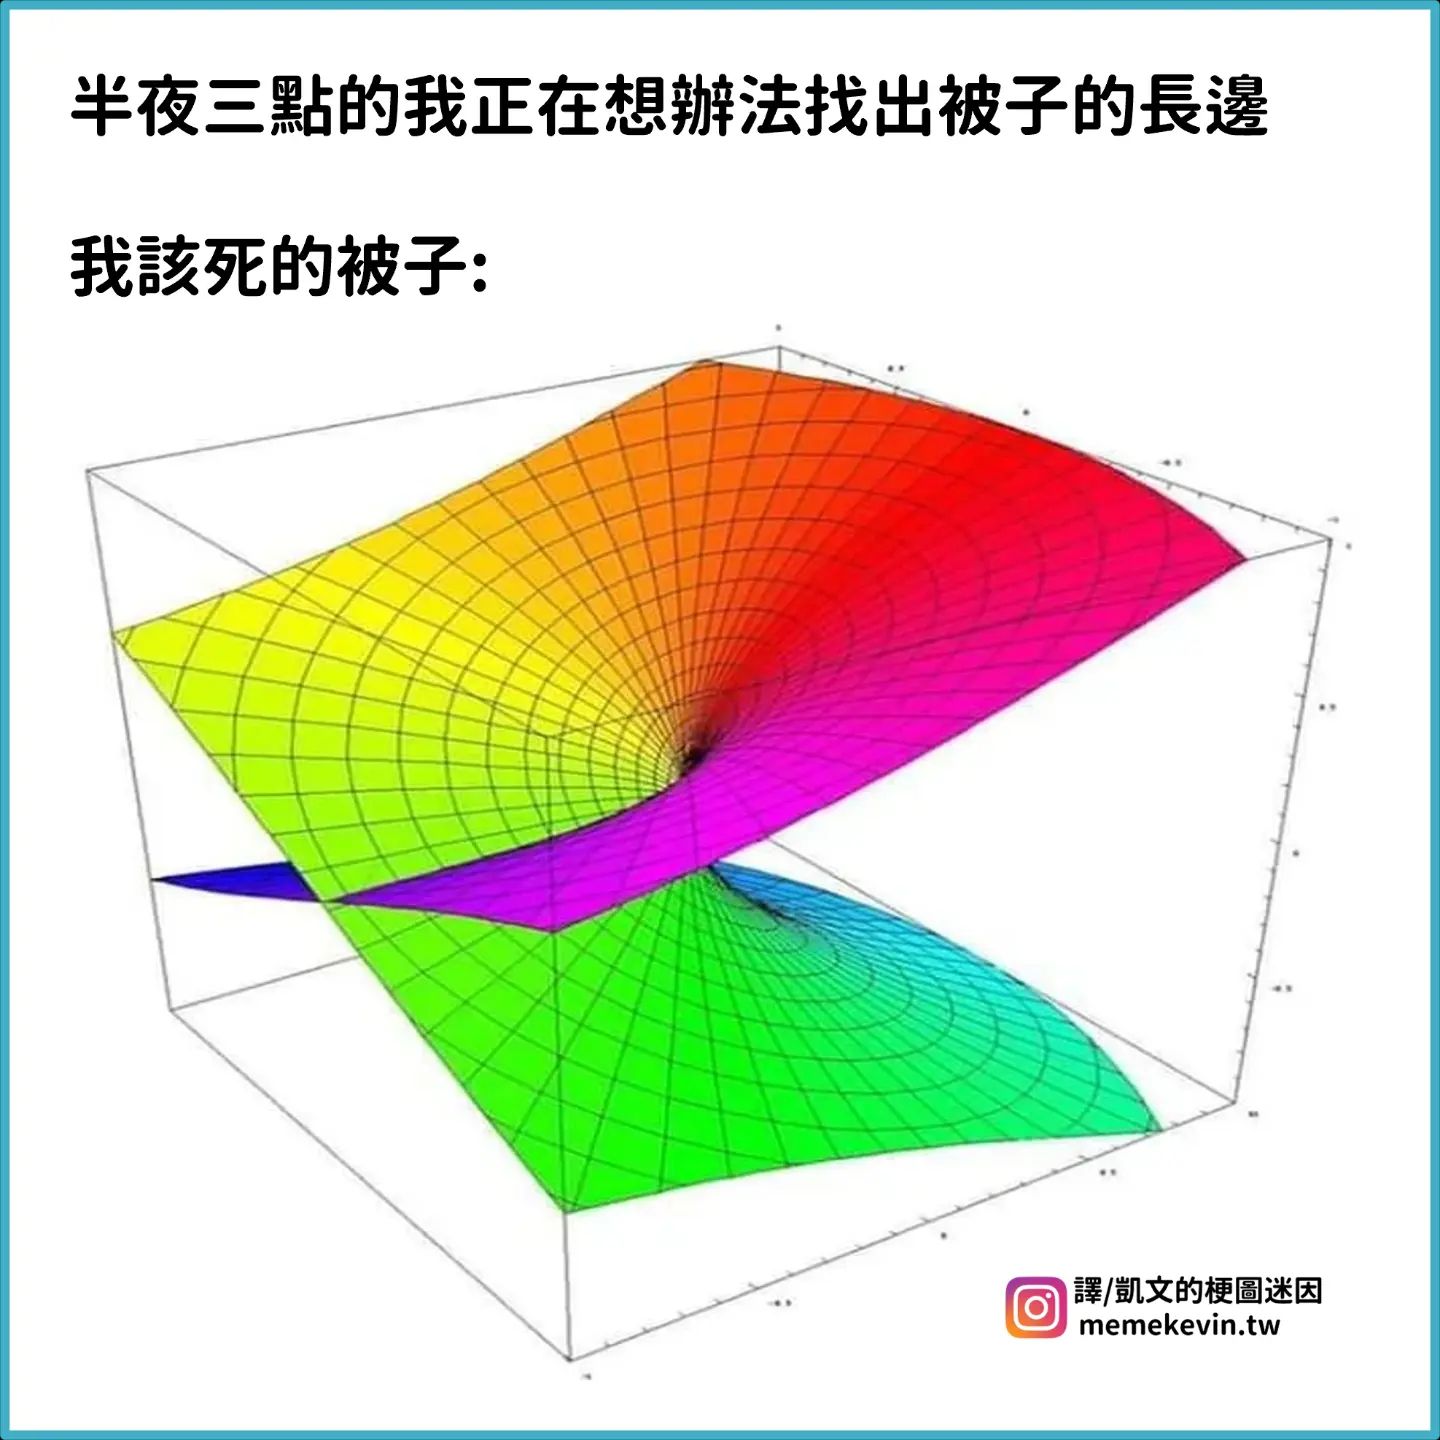 半夜三點的我正在想辦法找出被子的長邊
我該死的被子:
譯/凱文的梗圖迷因
memekevin.tw